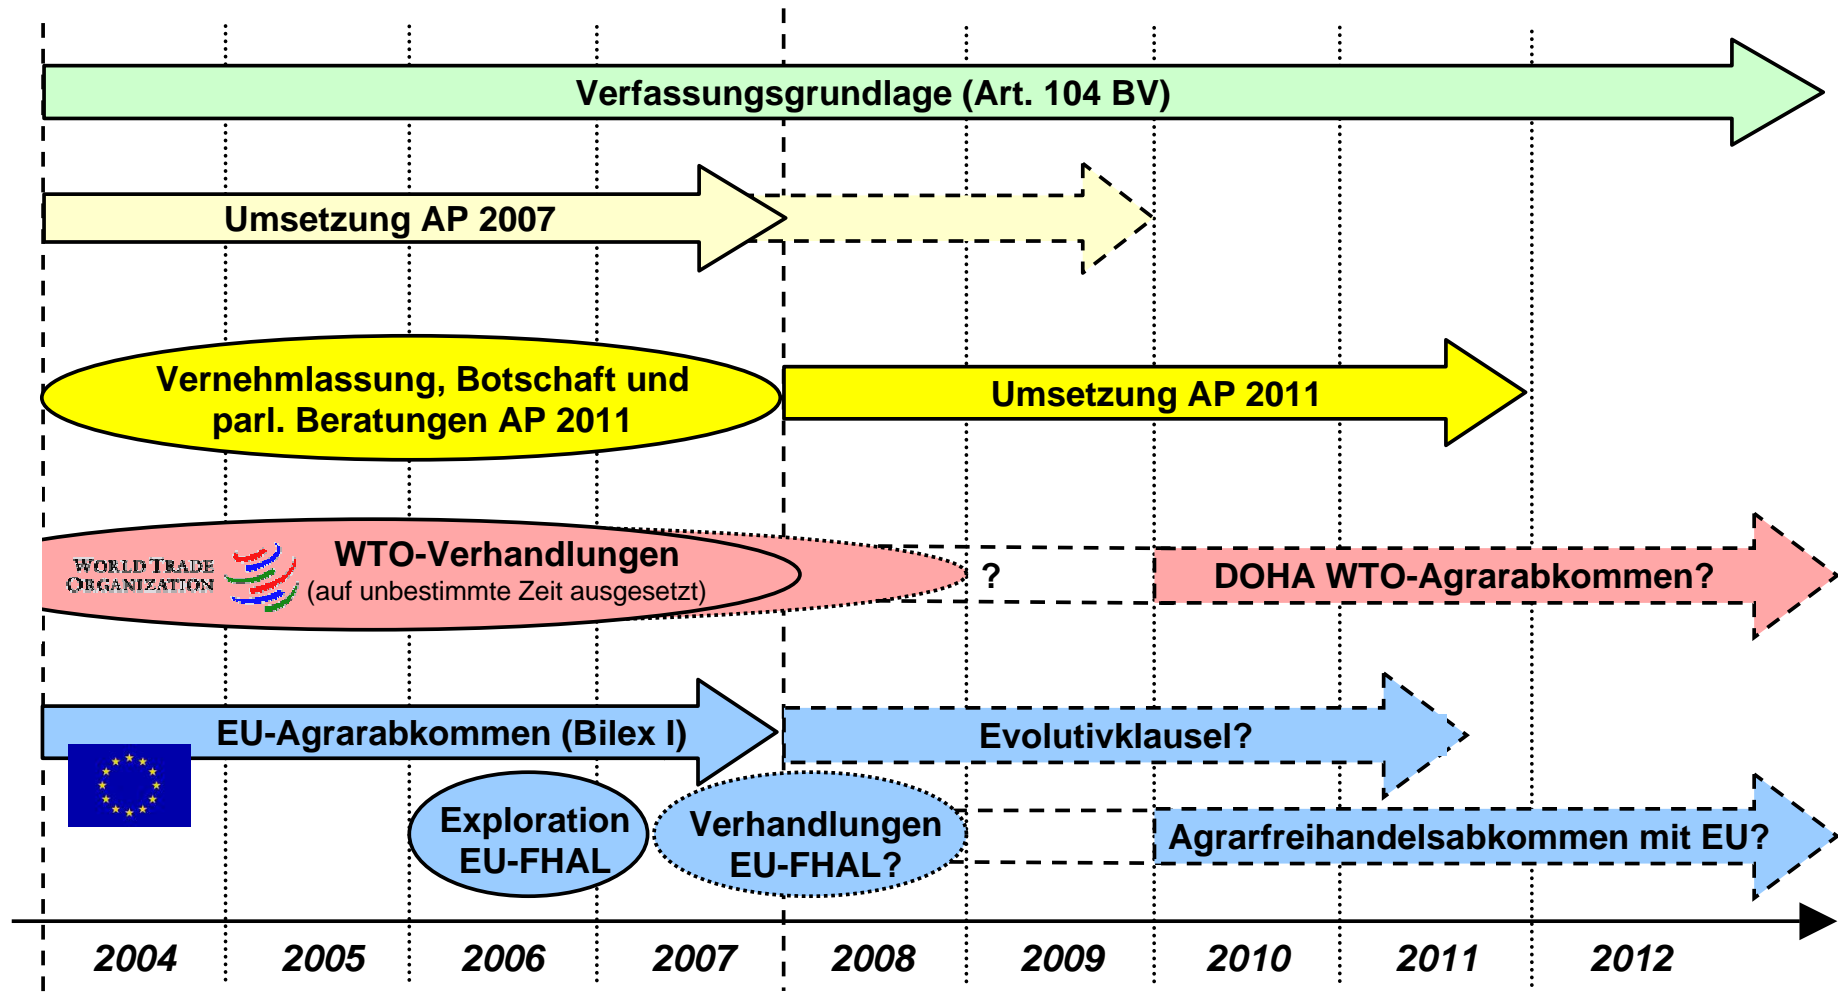 Verfassungsgrundlage (Art. 104 BV)
Umsetzung AP 2007
Vernehmlassung, Botschaft und
parl. Beratungen AP 2011
Umsetzung AP 2011
WORLD TRADE
ORGANIZATION
WTO-Verhandlungen
(auf unbestimmte Zeit ausgesetzt)
?
DOHA WTO-Agrarabkommen?
EU-Agrarabkommen (Bilex I)
Evolutivklausel?
Exploration
EU-FHAL
Verhandlungen
EU-FHAL?
Agrarfreihandelsabkommen mit EU?
2004 2005 2006 2007 2008 2009 2010 2011 2012